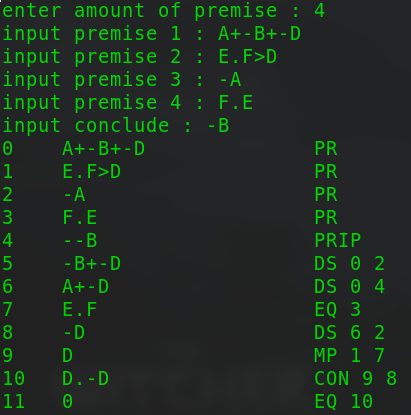 enter amount of premise : 4
input premise 1 : A+-B+-D
input premise 2 : E.F>D
input premise 3 : -A
input premise 4 : F.E
input conclude : -B
0 A+-B+-D PR
1 E.F>D PR
2 -A PR
3 F.E PR
4 --B PRIP
5 -B+-D DS 0 2
6 A+-D DS 0 4
7 E.F EQ 3
8 -D DS 6 2
9 D MP 1 7
10 D.-D CON 9 8
11 0 EQ 10